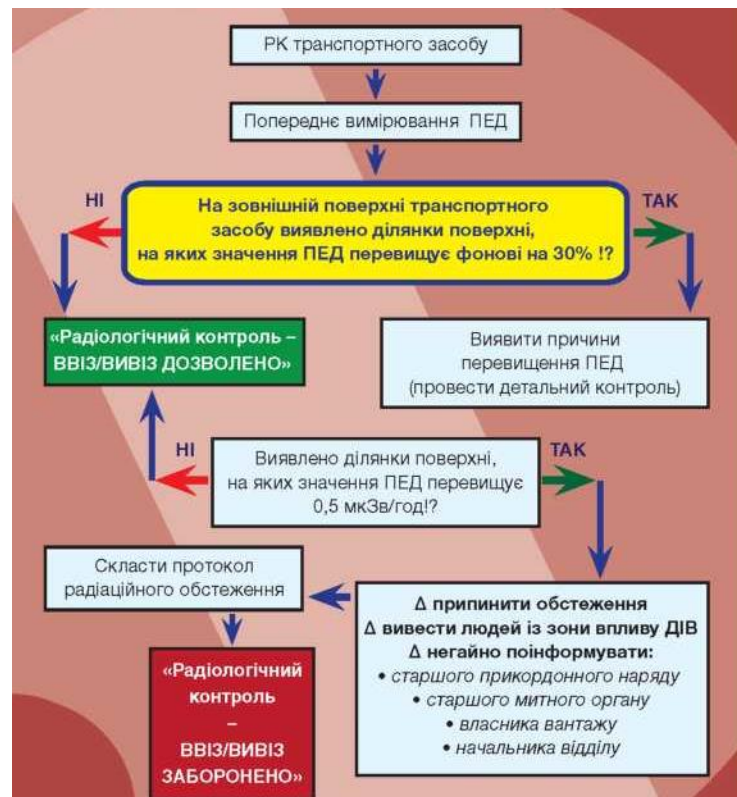 РК транспортного засобу
Попереднє вимірювання ПЕД
НІ
На зовнішній поверхні транспортного
засобу виявлено ділянки поверхні,
на яких значення ПЕД перевищує фонові на 30% !?
ТАК
«Радіологічний контроль –
ВВІЗ/ВИВІЗ ДОЗВОЛЕНО»
Виявити причини
перевищення ПЕД
(провести детальний контроль)
НІ
Виявлено ділянки поверхні,
на яких значення ПЕД перевищує
0,5 мкЗв/год!?
ТАК
Скласти протокол
радіаційного обстеження
Δ припинити обстеження
Δ вивести людей із зони впливу ДІВ
Δ негайно поінформувати:
• старшого прикордонного наряду
• старшого митного органу
• власника вантажу
• начальника відділу
«Радіологічний
контроль
–
ВВІЗ/ВИВІЗ
ЗАБОРОНЕНО»